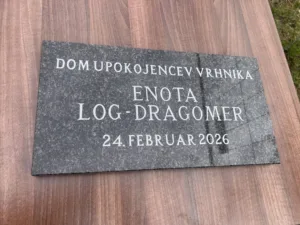 DOM UPOKOJENCEV VRHNIKA
ENOTA
LOG-DRAGOMER
24. FEBRUAR 2026